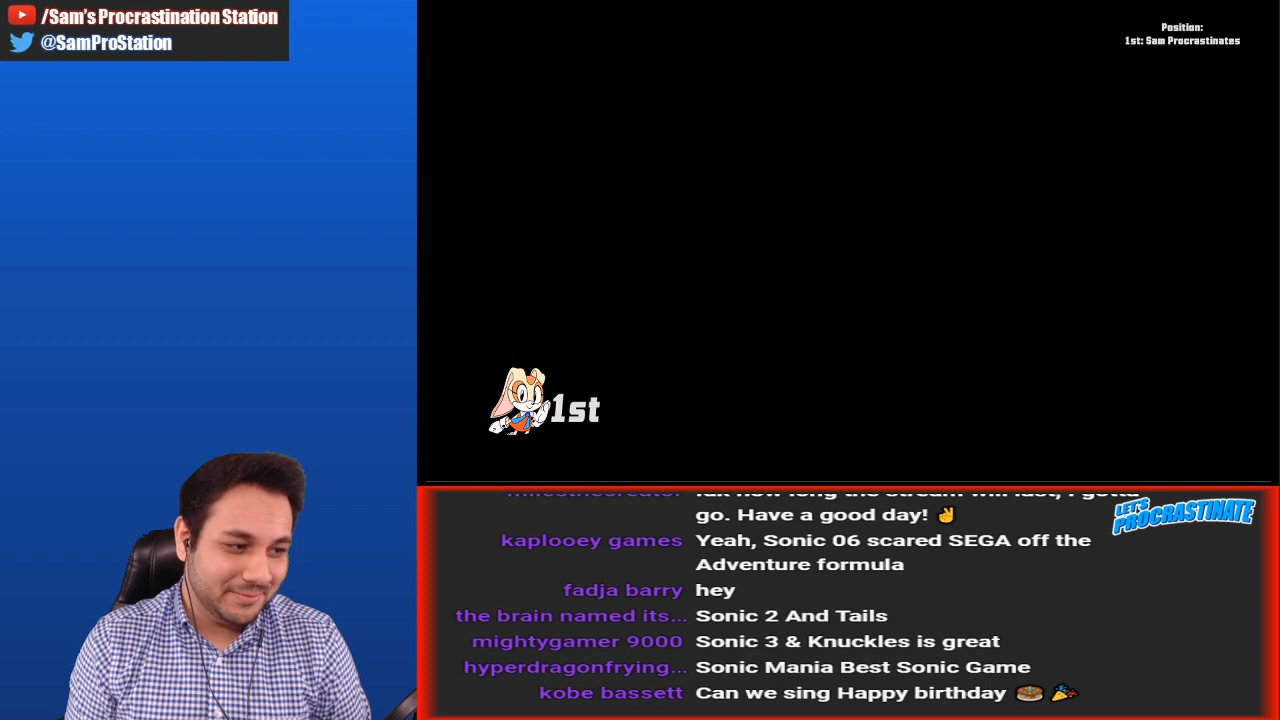 /Sam's Procrastination Station
@SamProStation
Position:
1st: Sam Procrastinates
1st
LET'S
PROCRASTINATE
go. Have a good day! ✌
kaplooey games Yeah, Sonic 06 scared SEGA off the
Adventure formula
fadja barry hey
the brain named its... Sonic 2 And Tails
mightygamer 9000 Sonic 3 & Knuckles is great
hyperdragonfrying... Sonic Mania Best Sonic Game
kobe bassett Can we sing Happy birthday 🎂 🎉